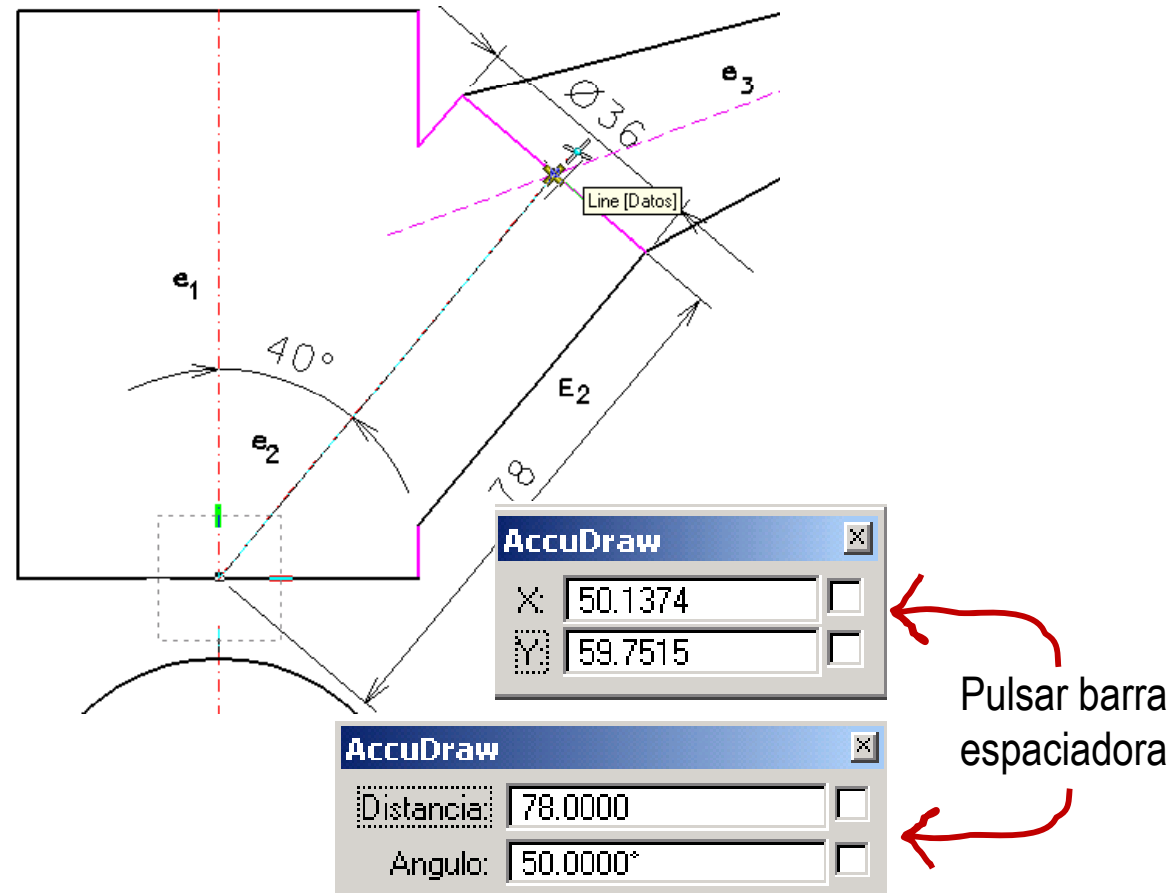 e3
Ø36
Line [Datos]
e1
40°
E2
e2
78
AccuDraw
X: 50.1374
Y: 59.7515
Pulsar barra
espaciadora
AccuDraw
Distancia: 78.0000
Angulo: 50.0000°